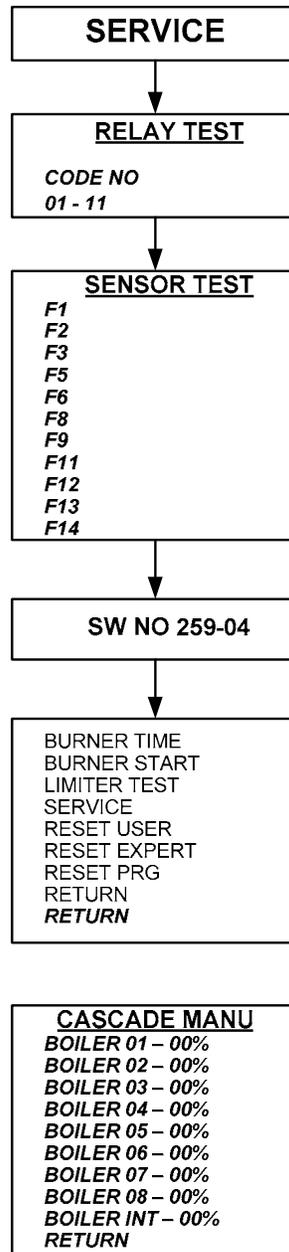 SERVICE
RELAY TEST
CODE NO
01 - 11
SENSOR TEST
F1
F2
F3
F5
F6
F8
F9
F11
F12
F13
F14
SW NO 259-04
BURNER TIME
BURNER START
LIMITER TEST
SERVICE
RESET USER
RESET EXPERT
RESET PRG
RETURN
RETURN
CASCADE MANU
BOILER 01 – 00%
BOILER 02 – 00%
BOILER 03 – 00%
BOILER 04 – 00%
BOILER 05 – 00%
BOILER 06 – 00%
BOILER 07 – 00%
BOILER 08 – 00%
BOILER INT – 00%
RETURN